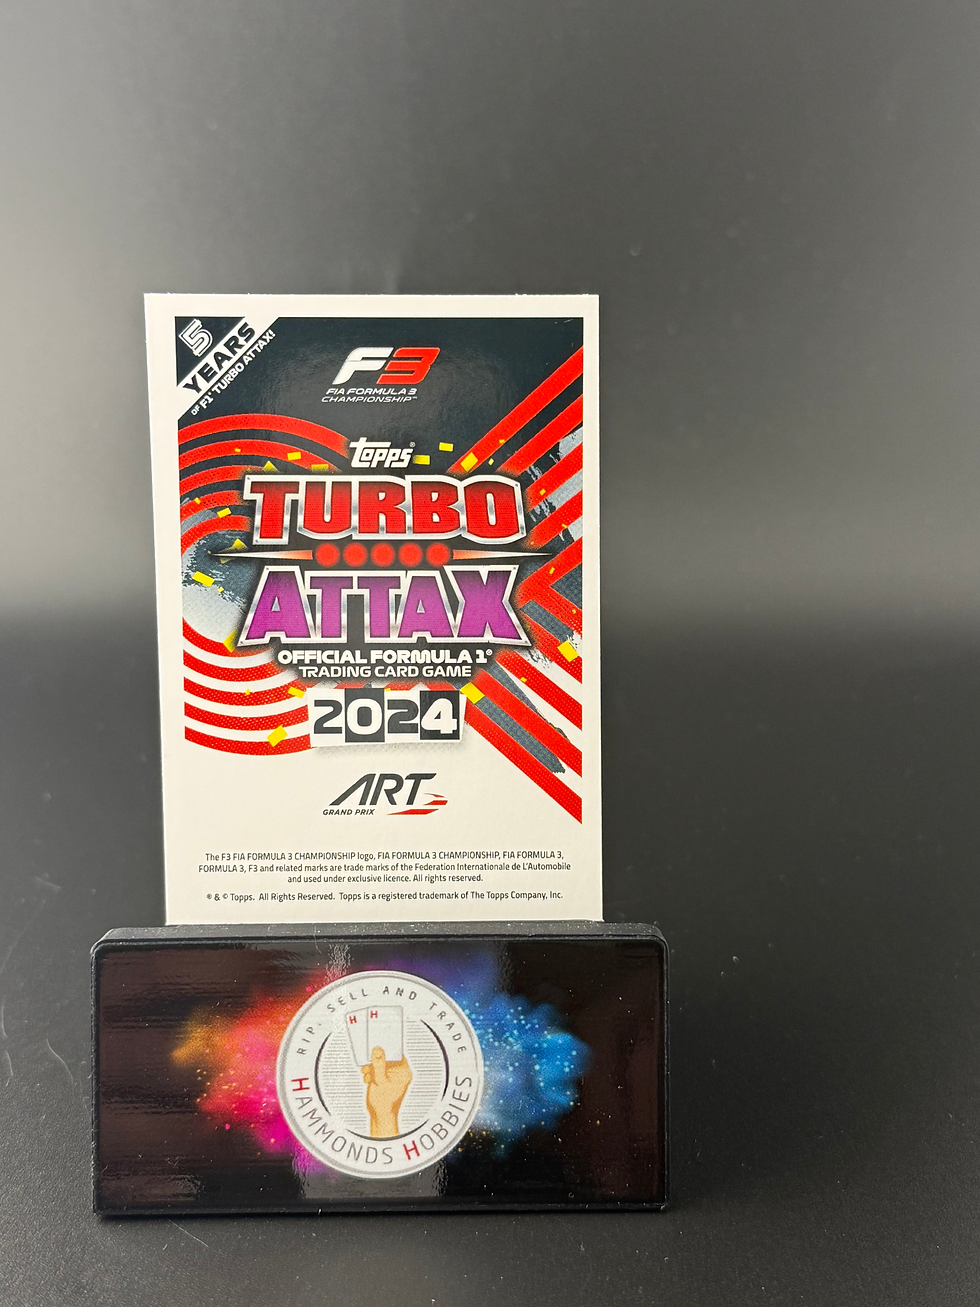 5
YEARS
OF F1® TURBO ATTAX!
F3
FIA FORMULA 3
CHAMPIONSHIP™
topps®
TURBO
ATTAX
OFFICIAL FORMULA 1®
TRADING CARD GAME
2024
ART
GRAND PRIX
The F3 FIA FORMULA 3 CHAMPIONSHIP logo, FIA FORMULA 3 CHAMPIONSHIP, FIA FORMULA 3,
FORMULA 3, F3 and related marks are trade marks of the Federation Internationale de L'Automobile
and used under exclusive licence. All rights reserved.
® & © Topps. All Rights Reserved. Topps is a registered trademark of The Topps Company, Inc.
RIP, SELL AND TRADE
H H
HAMMONDS HOBBIES